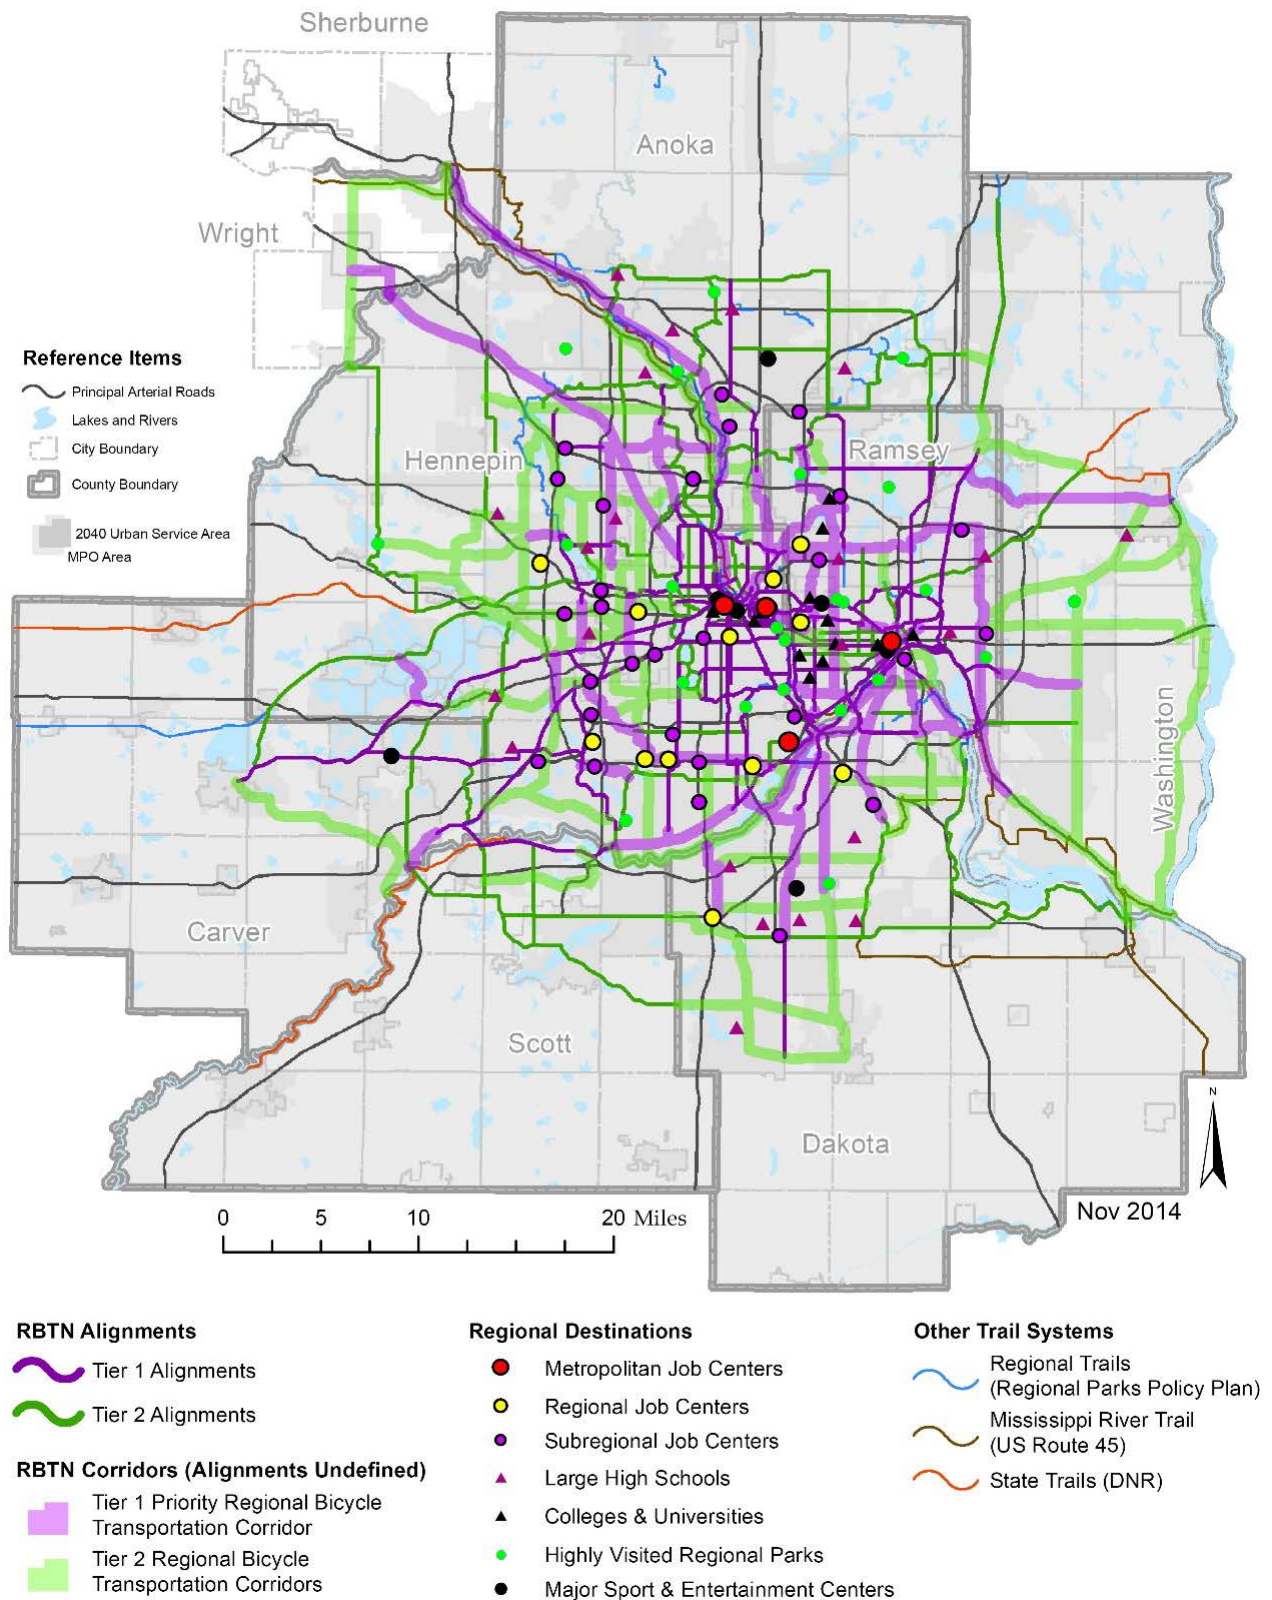 Sherburne
Anoka
Wright
Reference Items
Principal Arterial Roads
Lakes and Rivers
City Boundary
County Boundary
2040 Urban Service Area
MPO Area
Hennepin
Ramsey
Washington
Carver
Scott
Dakota
N
Nov 2014
0 5 10 20 Miles
RBTN Alignments
Tier 1 Alignments
Tier 2 Alignments
RBTN Corridors (Alignments Undefined)
Tier 1 Priority Regional Bicycle
Transportation Corridor
Tier 2 Regional Bicycle
Transportation Corridors
Regional Destinations
Metropolitan Job Centers
Regional Job Centers
Subregional Job Centers
Large High Schools
Colleges & Universities
Highly Visited Regional Parks
Major Sport & Entertainment Centers
Other Trail Systems
Regional Trails
(Regional Parks Policy Plan)
Mississippi River Trail
(US Route 45)
State Trails (DNR)